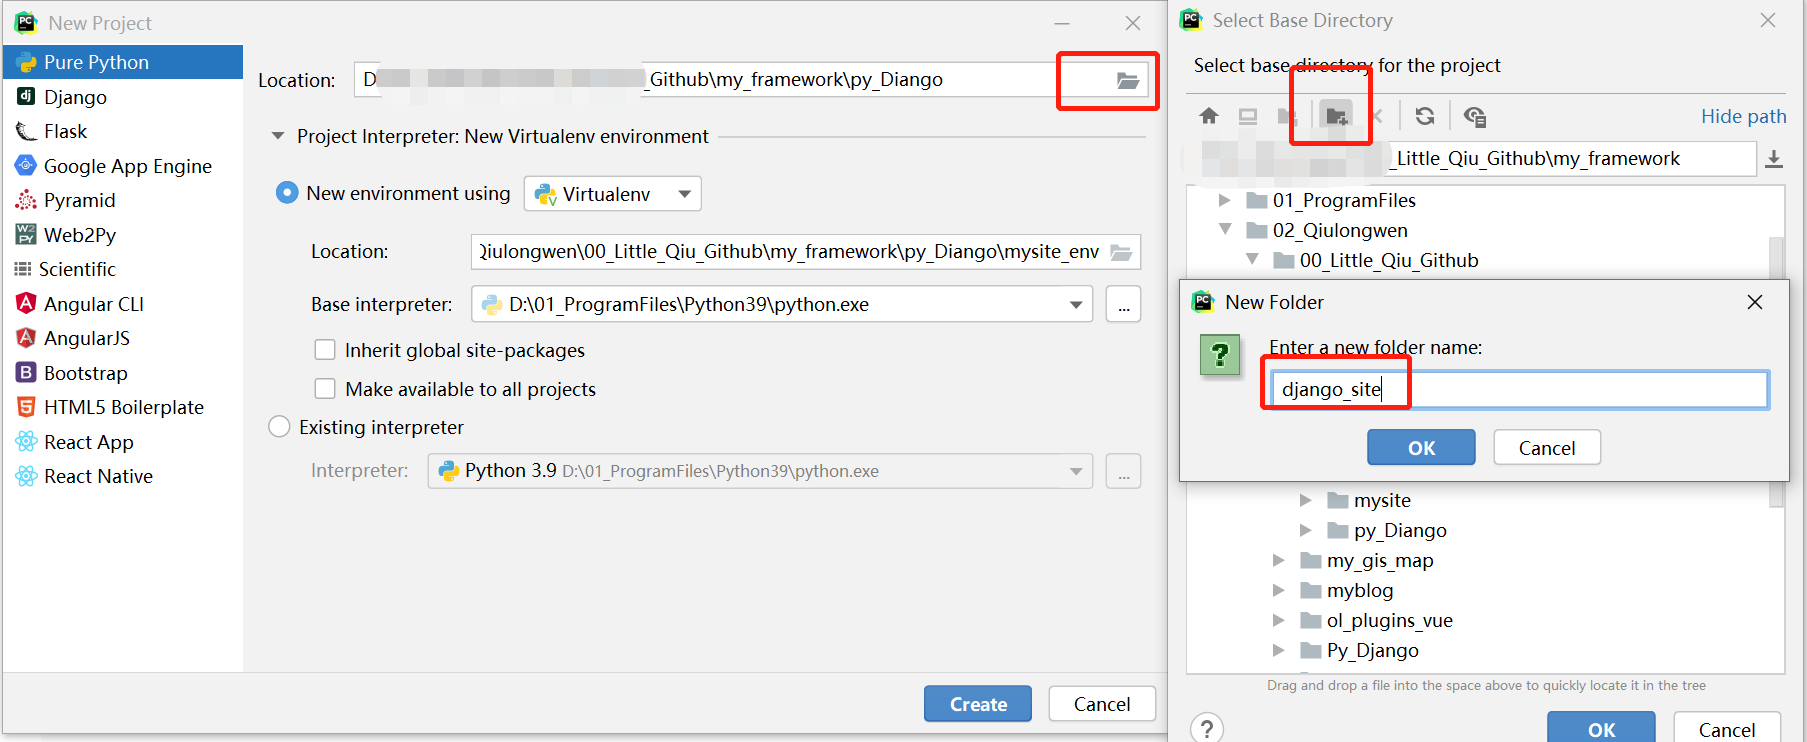 New Project
Pure Python
Django
Flask
Google App Engine
Pyramid
Web2Py
Scientific
Angular CLI
AngularJS
Bootstrap
HTML5 Boilerplate
React App
React Native
Location: D _Github\my_framework\py_Diango
Project Interpreter: New Virtualenv environment
New environment using Virtualenv
Location: Qiulongwen\00_Little_Qiu_Github\my_framework\py_Diango\mysite_env
Base interpreter: D:\01_ProgramFiles\Python39\python.exe ...
Inherit global site-packages
Make available to all projects
Existing interpreter
Interpreter: Python 3.9 D:\01_ProgramFiles\Python39\python.exe ...
Create Cancel
Select Base Directory
Select base directory for the project
Hide path
_Little_Qiu_Github\my_framework
01_ProgramFiles
02_Qiulongwen
00_Little_Qiu_Github
New Folder
Enter a new folder name:
django_site
OK Cancel
mysite
py_Diango
my_gis_map
myblog
ol_plugins_vue
Py_Django
Drag and drop a file into the space above to quickly locate it in the tree
? OK Cancel